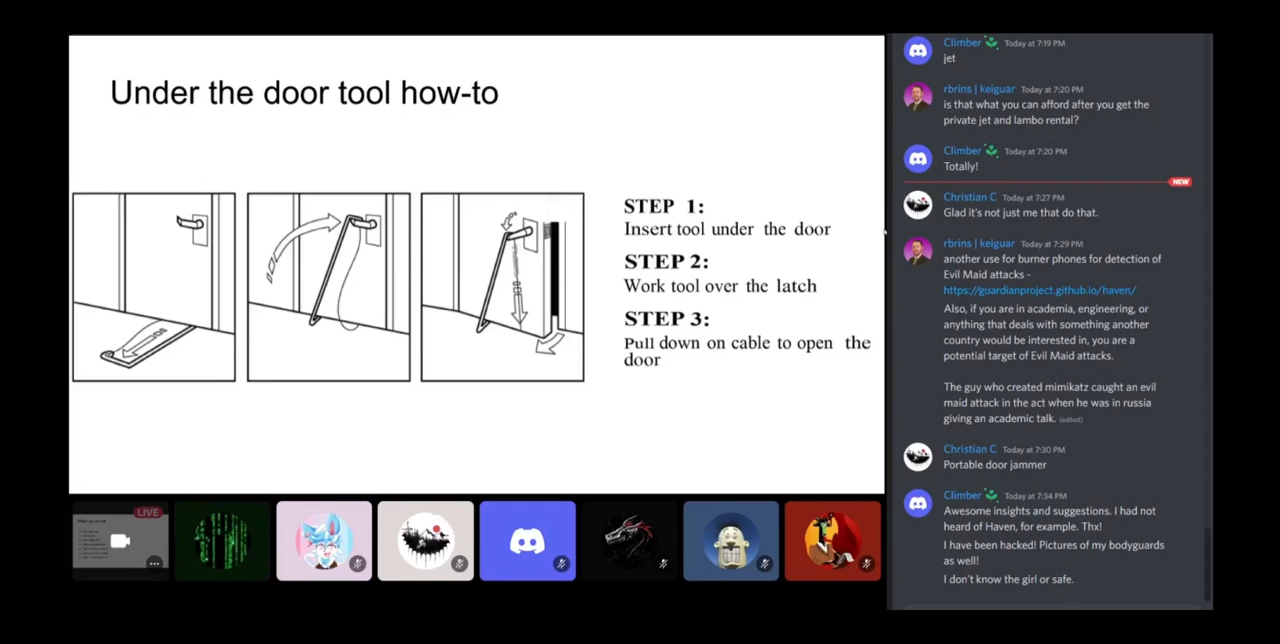 Under the door tool how-to
STEP 1:
Insert tool under the door
STEP 2:
Work tool over the latch
STEP 3:
Pull down on cable to open the
door
LIVE
Climber Today at 7:19 PM
jet
rbrins | keiguar Today at 7:20 PM
is that what you can afford after you get the
private jet and lambo rental?
Climber Today at 7:20 PM
Totally!
NEW
Christian C Today at 7:27 PM
Glad it's not just me that do that.
rbrins | keiguar Today at 7:29 PM
another use for burner phones for detection of
Evil Maid attacks -
https://guardianproject.github.io/haven/
Also, if you are in academia, engineering, or
anything that deals with something another
country would be interested in, you are a
potential target of Evil Maid attacks.
The guy who created mimikatz caught an evil
maid attack in the act when he was in russia
giving an academic talk. (edited)
Christian C Today at 7:30 PM
Portable door jammer
Climber Today at 7:34 PM
Awesome insights and suggestions. I had not
heard of Haven, for example. Thx!
I have been hacked! Pictures of my bodyguards
as well!
I don't know the girl or safe.